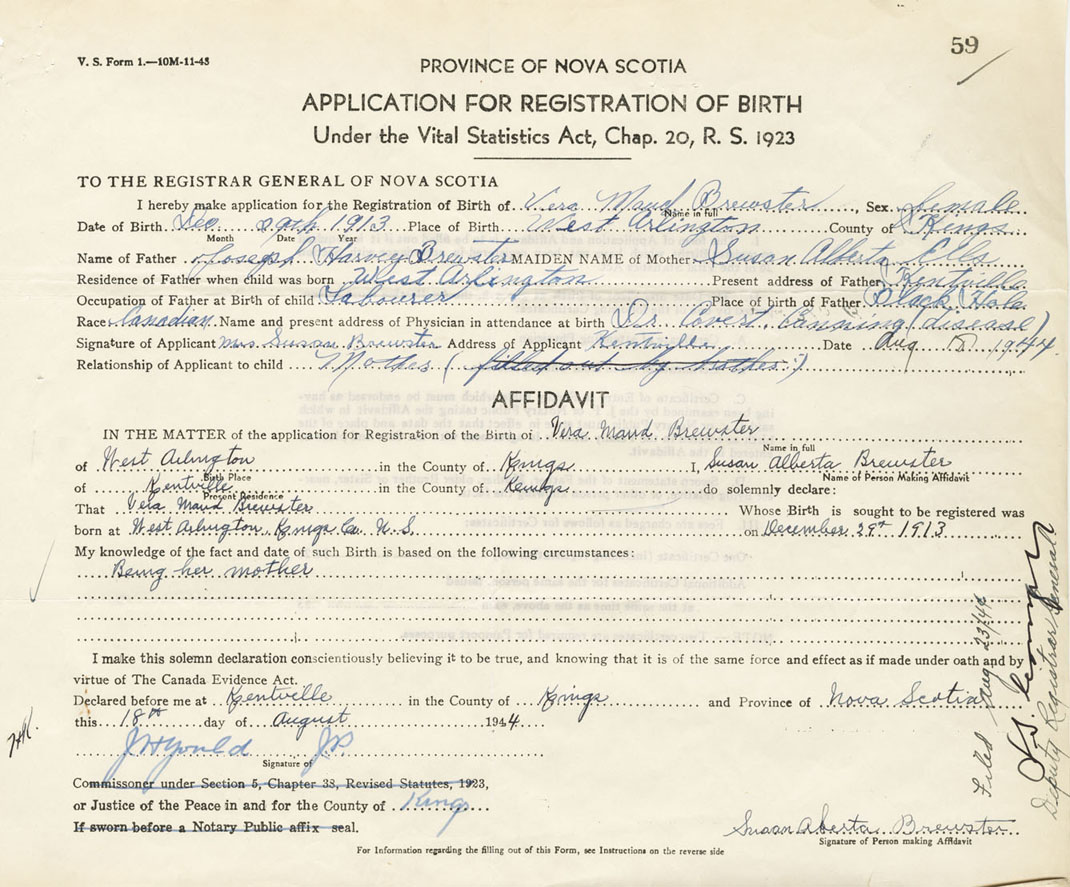 59
V. S. Form 1.—10M-11-43
PROVINCE OF NOVA SCOTIA
APPLICATION FOR REGISTRATION OF BIRTH
Under the Vital Statistics Act, Chap. 20, R. S. 1923
TO THE REGISTRAR GENERAL OF NOVA SCOTIA
I hereby make application for the Registration of Birth of Vera Maud Brewster, Sex Female
Name in full
Date of Birth Dec. 29th 1913 Place of Birth West Arlington County of Kings
Month Date Year
Name of Father Joseph Harvey Brewster MAIDEN NAME of Mother Susan Alberta Ells
Residence of Father when child was born West Arlington Present address of Father Kentville
Occupation of Father at Birth of child Labourer Place of birth of Father Black Hole
Race Canadian Name and present address of Physician in attendance at birth Dr. Covert, Canning (disease)
Signature of Applicant Mrs. Susan Brewster Address of Applicant Kentville Date Aug 18 1944
Relationship of Applicant to child Mother (filled out by brother)
AFFIDAVIT
IN THE MATTER of the application for Registration of the Birth of Vera Maud Brewster
Name in full
of West Arlington in the County of Kings I, Susan Alberta Brewster
Birth Place Name of Person Making Affidavit
of Kentville in the County of Kings do solemnly declare:
Present Residence
That Vera Maud Brewster Whose Birth is sought to be registered was
born at West Arlington, Kings Co. N.S. on December 29th 1913
My knowledge of the fact and date of such Birth is based on the following circumstances:
Being her mother
I make this solemn declaration conscientiously believing it to be true, and knowing that it is of the same force and effect as if made under oath and by
virtue of The Canada Evidence Act.
Declared before me at Kentville in the County of Kings and Province of Nova Scotia
this 18th day of August 1944
J H Gould JP
Signature of
Commissoner under Section 5, Chapter 38, Revised Statutes, 1923,
or Justice of the Peace in and for the County of Kings
If sworn before a Notary Public affix seal.
Susan Aberta Brewster
Signature of Person making Affidavit
For Information regarding the filling out of this Form, see Instructions on the reverse side
Filed Aug 23/44
Deputy Registrar General